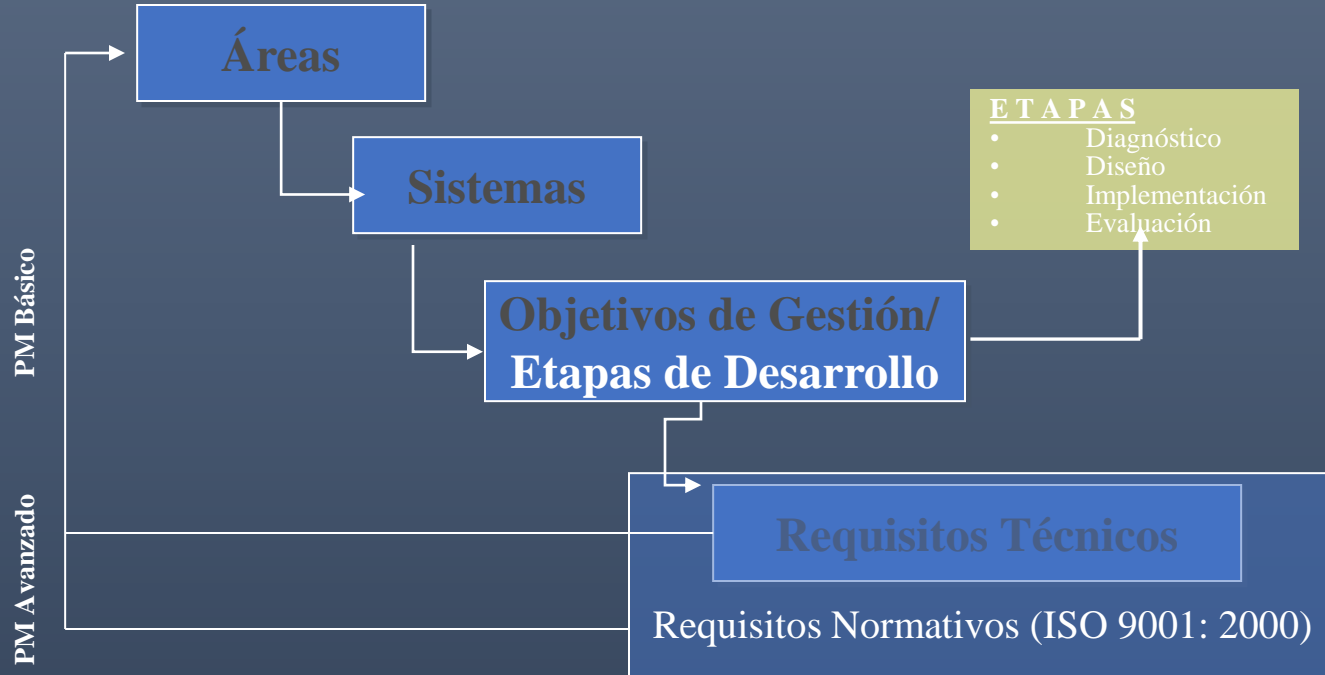 Áreas
E T A P A S
• Diagnóstico
• Diseño
• Implementación
• Evaluación
Sistemas
PM Básico
Objetivos de Gestión/
Etapas de Desarrollo
PM Avanzado
Requisitos Técnicos
Requisitos Normativos (ISO 9001: 2000)